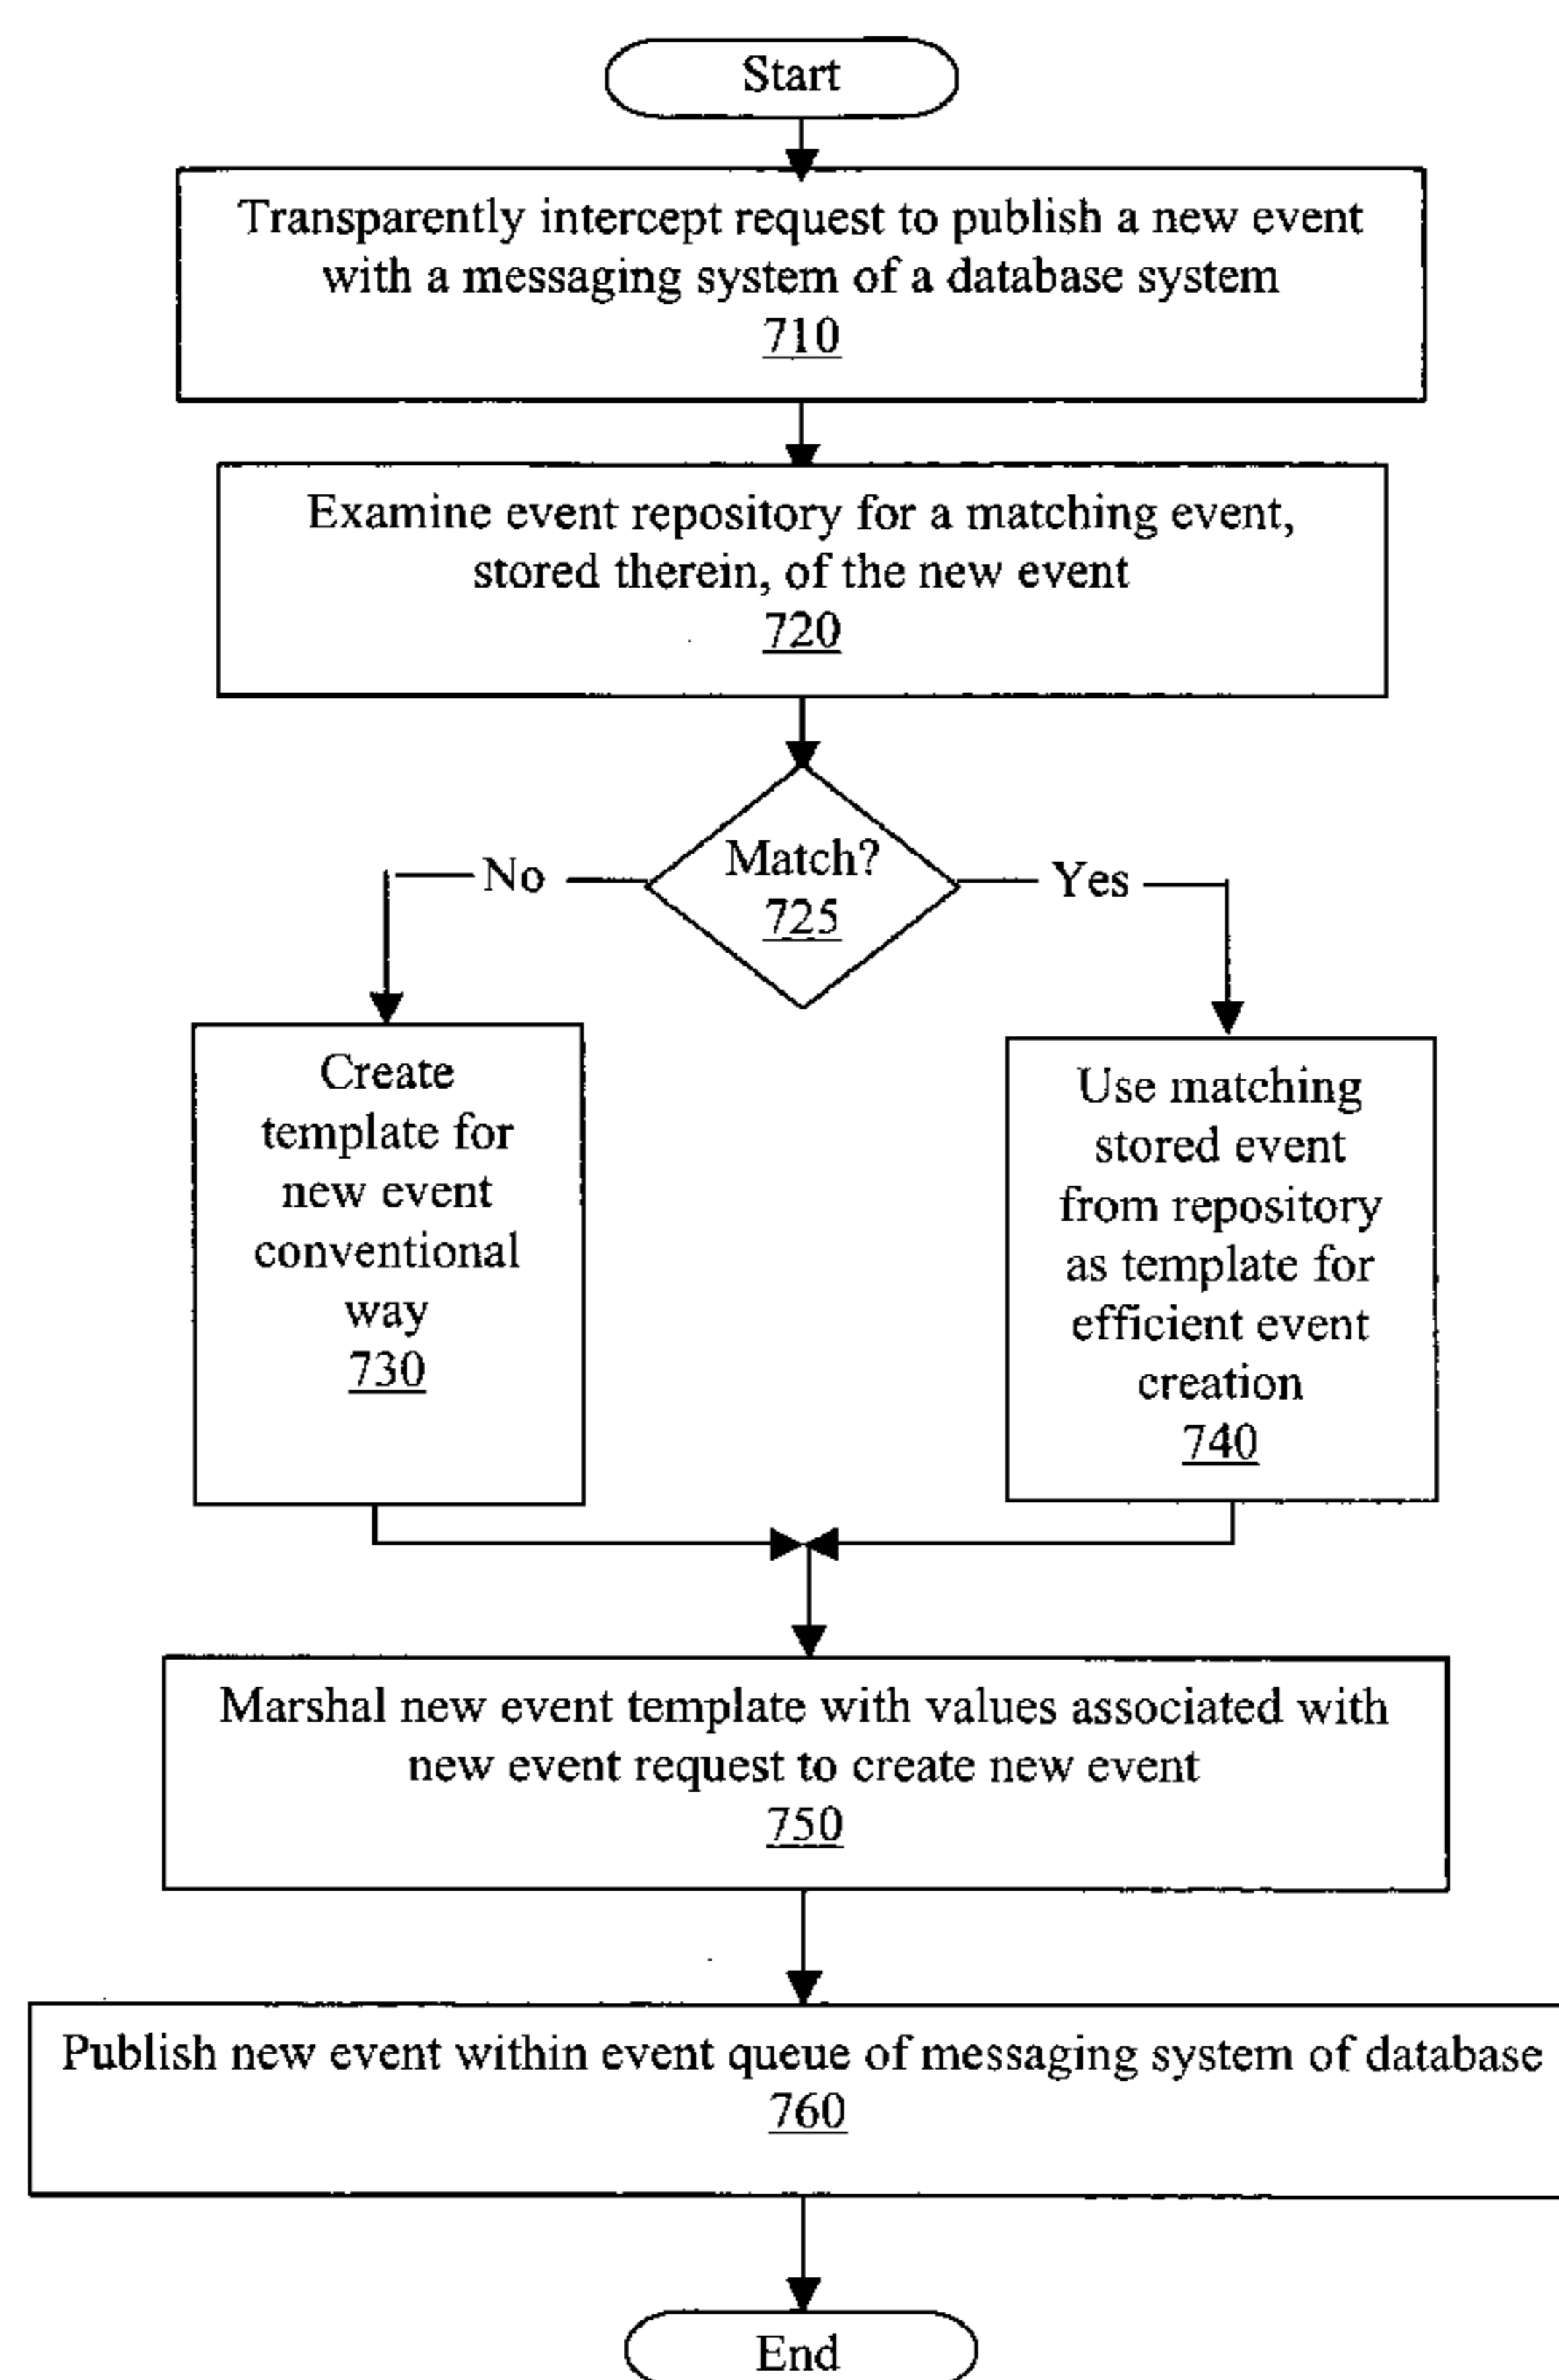 Start
Transparently intercept request to publish a new event
with a messaging system of a database system
710
Examine event repository for a matching event,
stored therein, of the new event
720
Match?
725
No
Yes
Create
template for
new event
conventional
way
730
Use matching
stored event
from repository
as template for
efficient event
creation
740
Marshal new event template with values associated with
new event request to create new event
750
Publish new event within event queue of messaging system of database
760
End